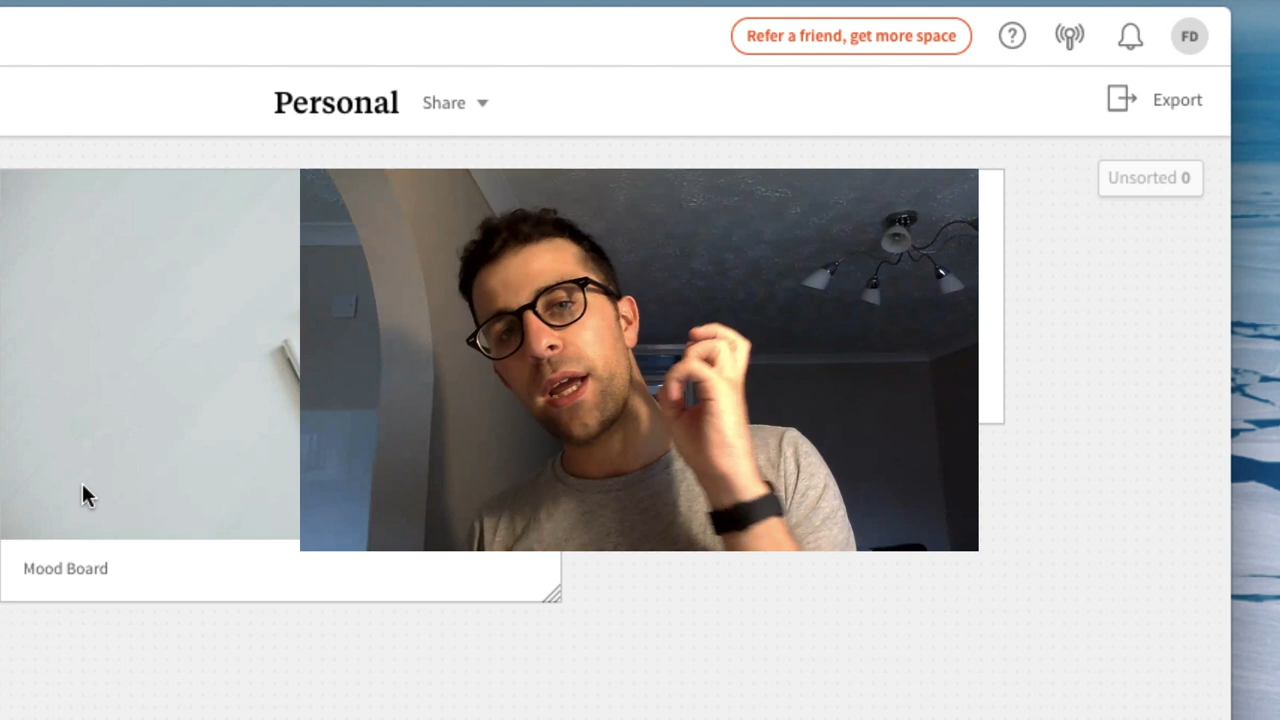 Refer a friend, get more space
FD
Personal
Share
Export
Unsorted 0
Mood Board